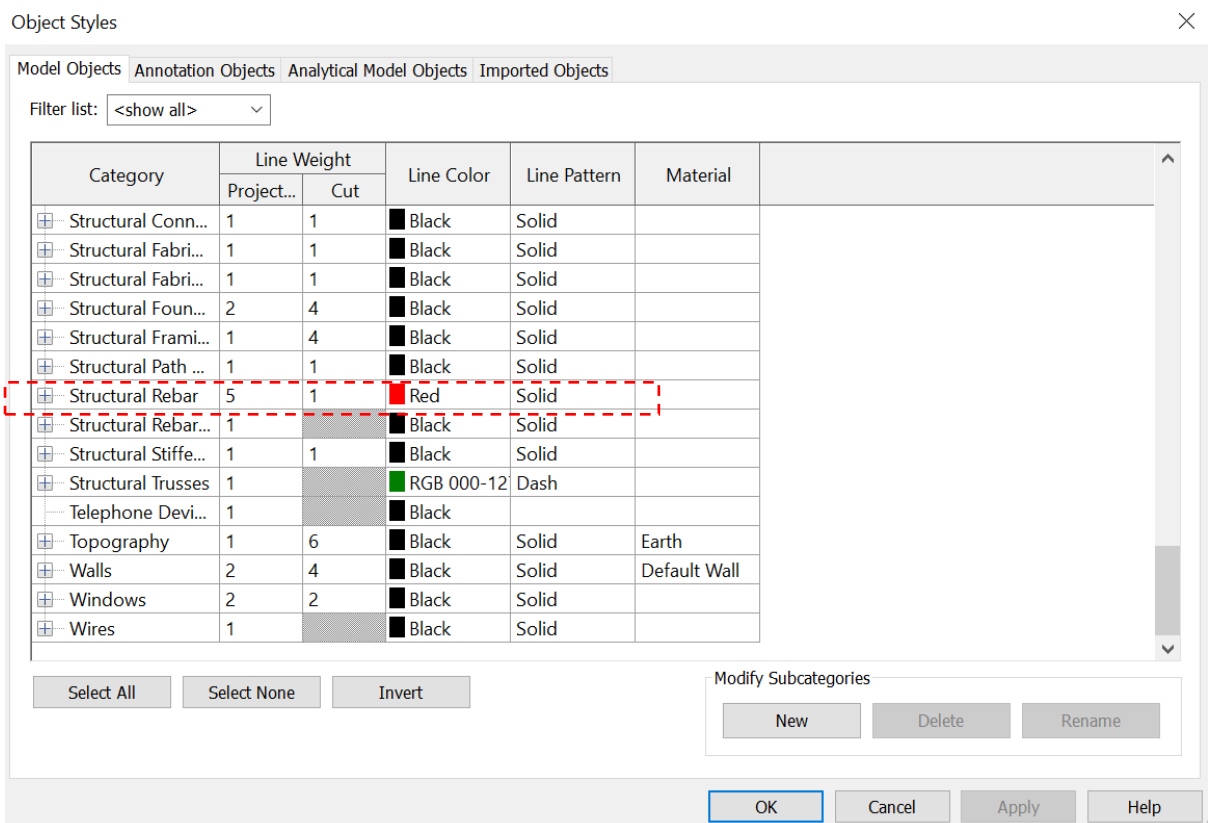 Object Styles
Model Objects Annotation Objects Analytical Model Objects Imported Objects
Filter list: <show all>
Category Line Weight Line Color Line Pattern Material
Project... Cut
Structural Conn... 1 1 Black Solid
Structural Fabri... 1 1 Black Solid
Structural Fabri... 1 1 Black Solid
Structural Foun... 2 4 Black Solid
Structural Frami... 1 4 Black Solid
Structural Path ... 1 1 Black Solid
Structural Rebar 5 1 Red Solid
Structural Rebar... 1 Black Solid
Structural Stiffe... 1 1 Black Solid
Structural Trusses 1 RGB 000-12 Dash
Telephone Devi... 1 Black
Topography 1 6 Black Solid Earth
Walls 2 4 Black Solid Default Wall
Windows 2 2 Black Solid
Wires 1 Black Solid
Select All Select None Invert
Modify Subcategories
New Delete Rename
OK Cancel Apply Help